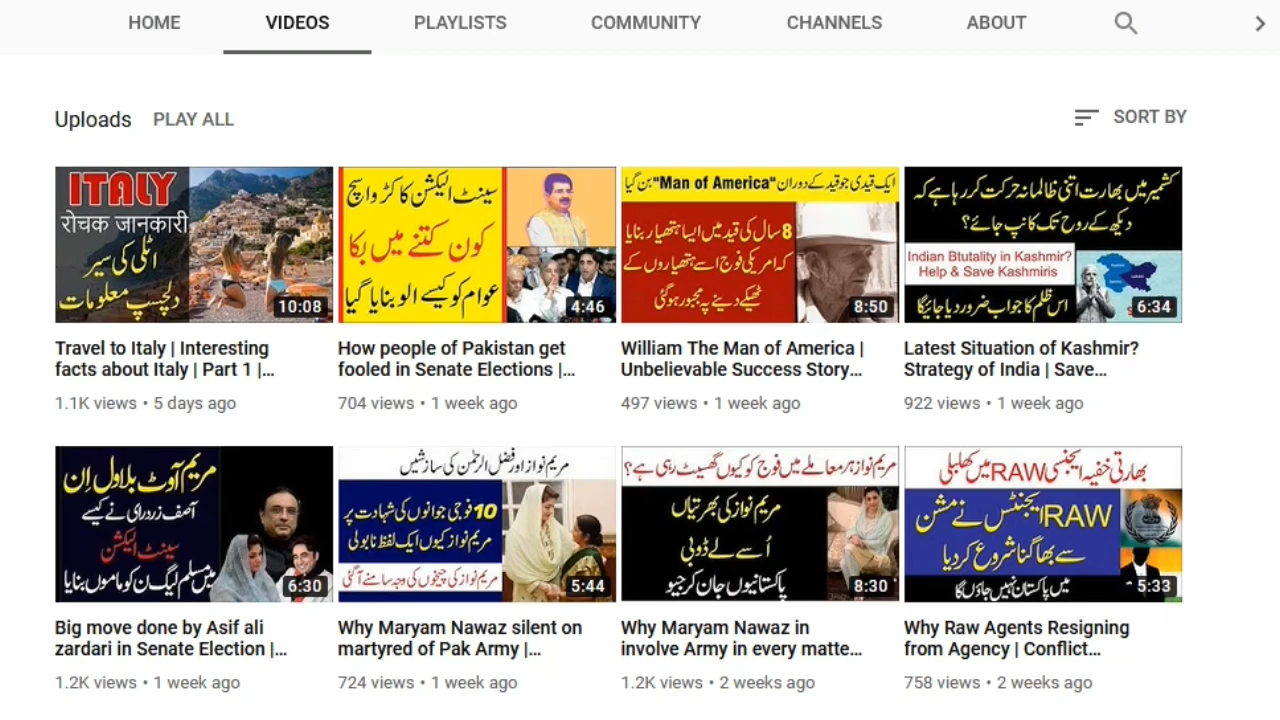 HOME VIDEOS PLAYLISTS COMMUNITY CHANNELS ABOUT
Uploads PLAY ALL SORT BY
ITALY
रोचक जानकारी
اٹلی کی سیر
دلچسپ معلومات
10:08
سینٹ الیکشن کا کڑوا سچ
کون کتنے میں بکا
عوام کو کیسے الو بنایا گیا
4:46
ایک قیدی جو قید کے دوران "Man of America" بن گیا
8 سال کی قید میں ایسا ہتھیار بنایا
کہ امریکی فوج اسے ہتھیاروں کے
ٹھیکے دینے پہ مجبور ہو گئی
8:50
کشمیر میں بھارت اتنی ظالمانہ حرکت کر رہا ہے کہ
دیکھ کے روح تک کانپ جائے؟
Indian Btutality in Kashmir?
Help & Save Kashmiris
اس ظلم کا جواب ضرور دیا جائیگا
6:34
Travel to Italy | Interesting
facts about Italy | Part 1 |...
1.1K views • 5 days ago
How people of Pakistan get
fooled in Senate Elections |...
704 views • 1 week ago
William The Man of America |
Unbelievable Success Story...
497 views • 1 week ago
Latest Situation of Kashmir?
Strategy of India | Save...
922 views • 1 week ago
مریم آوٹ بلاول اِن
آصف زرداری نے کیسے
سینٹ الیکشن
میں مسلم لیگ ن کو ماموں بنایا
6:30
مریم نواز اور فضل الرحمٰن کی سازشیں
10 فوجی جوانوں کی شہادت پر
مریم نواز کیوں ایک لفظ نا بولی
مریم نواز کی چیخوں کی وجہ سامنے آ گئی
5:44
مریم نواز ہر معاملے میں فوج کو کیوں گھسیٹ رہی ہے؟
مریم نواز کی بھرتیاں
اُسے لے ڈوبی
پاکستانیوں جان کر جیو
8:30
بھارتی خفیہ ایجنسی RAW میں کھلبلی
RAW ایجنٹس نے مشن
سے بھاگنا شروع کر دیا
میں پاکستان نہیں جاؤں گا
5:33
Big move done by Asif ali
zardari in Senate Election |...
1.2K views • 1 week ago
Why Maryam Nawaz silent on
martyred of Pak Army |...
724 views • 1 week ago
Why Maryam Nawaz in
involve Army in every matte...
1.2K views • 2 weeks ago
Why Raw Agents Resigning
from Agency | Conflict...
758 views • 2 weeks ago